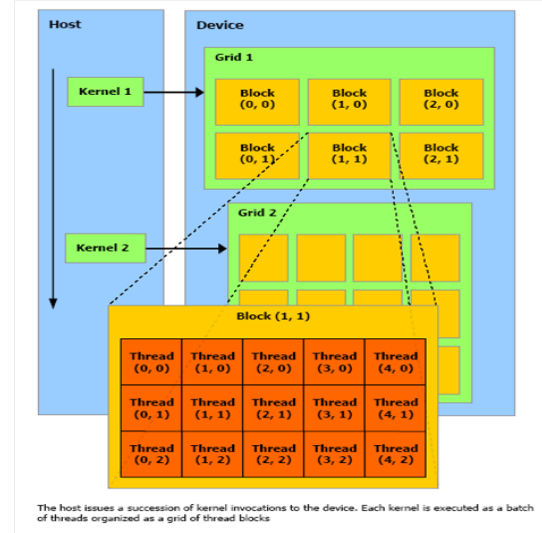 Host
Device
Grid 1
Kernel 1
Block Block Block
(0, 0) (1, 0) (2, 0)
Block Block Block
(0, 1) (1, 1) (2, 1)
Grid 2
Kernel 2
Block (1, 1)
Thread Thread Thread Thread Thread
(0, 0) (1, 0) (2, 0) (3, 0) (4, 0)
Thread Thread Thread Thread Thread
(0, 1) (1, 1) (2, 1) (3, 1) (4, 1)
Thread Thread Thread Thread Thread
(0, 2) (1, 2) (2, 2) (3, 2) (4, 2)
The host issues a succession of kernel invocations to the device. Each kernel is executed as a batch
of threads organized as a grid of thread blocks